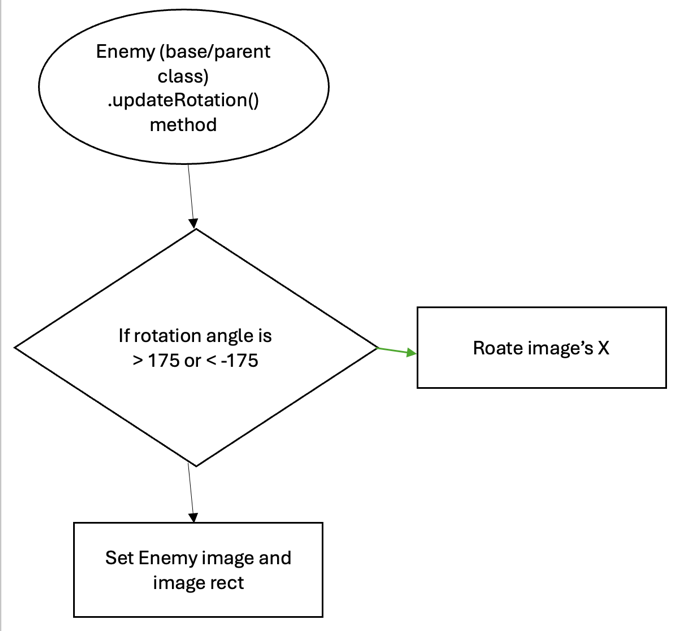 Enemy (base/parent
class)
.updateRotation()
method
If rotation angle is
> 175 or < -175
Roate image’s X
Set Enemy image and
image rect